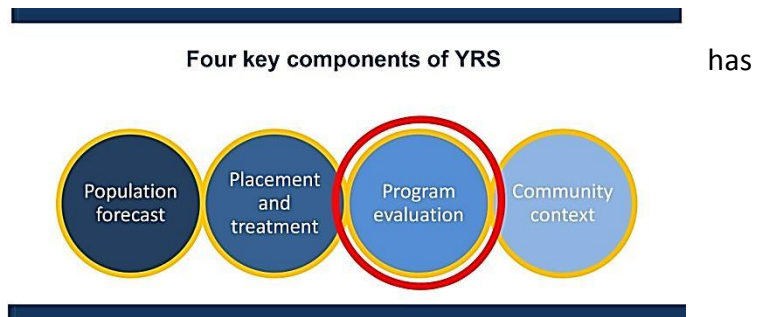 Four key components of YRS
has
Population
forecast
Placement
and
treatment
Program
evaluation
Community
context